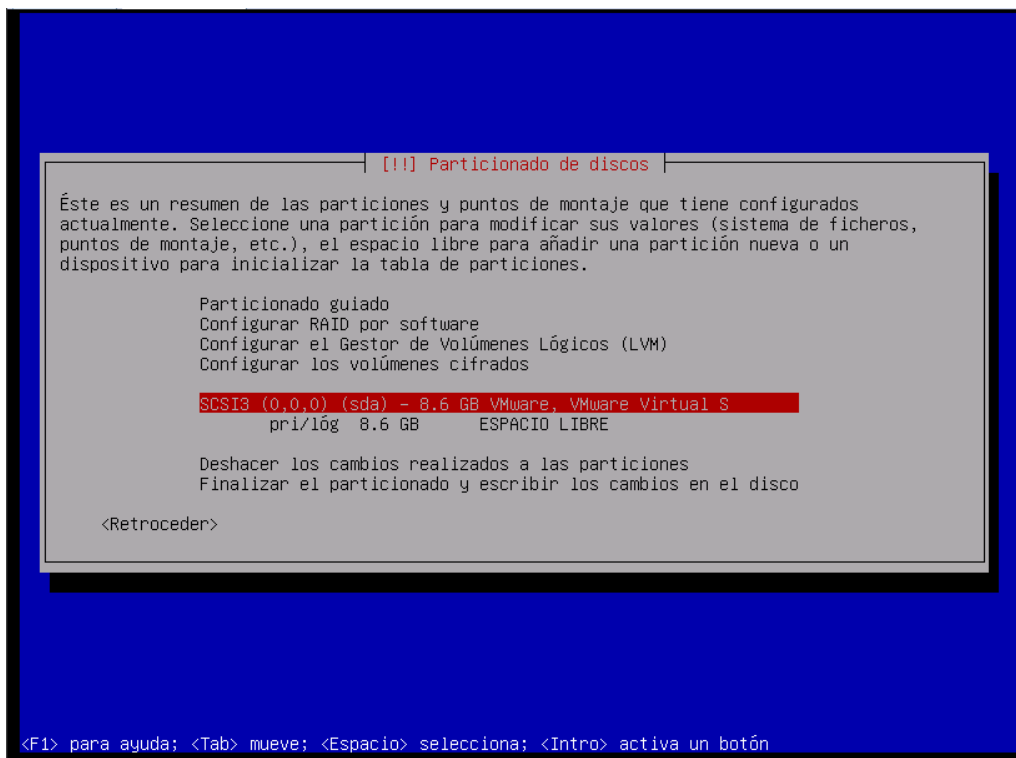 [!!] Particionado de discos
Éste es un resumen de las particiones y puntos de montaje que tiene configurados
actualmente. Seleccione una partición para modificar sus valores (sistema de ficheros,
puntos de montaje, etc.), el espacio libre para añadir una partición nueva o un
dispositivo para inicializar la tabla de particiones.
Particionado guiado
Configurar RAID por software
Configurar el Gestor de Volúmenes Lógicos (LVM)
Configurar los volúmenes cifrados
SCSI3 (0,0,0) (sda) – 8.6 GB VMware, VMware Virtual S
pri/lóg 8.6 GB ESPACIO LIBRE
Deshacer los cambios realizados a las particiones
Finalizar el particionado y escribir los cambios en el disco
<Retroceder>
<F1> para ayuda; <Tab> mueve; <Espacio> selecciona; <Intro> activa un botón